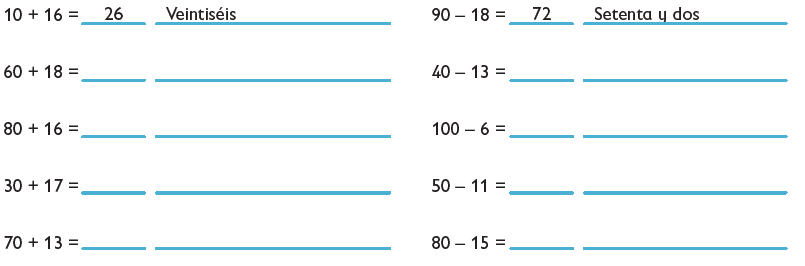 10 + 16 = 26 Veintiséis
60 + 18 =
80 + 16 =
30 + 17 =
70 + 13 =
90 – 18 = 72 Setenta y dos
40 – 13 =
100 – 6 =
50 – 11 =
80 – 15 =